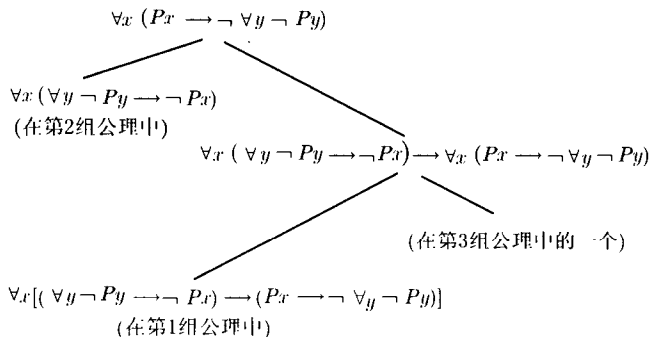 ∀x (Px → ¬ ∀y ¬ Py)
∀x (∀y ¬ Py → ¬ Px)
(在第2组公理中)
∀x ( ∀y ¬ Py → ¬ Px) → ∀x (Px → ¬ ∀y ¬ Py)
(在第3组公理中的一个)
∀x[( ∀y ¬ Py → ¬ Px) → (Px → ¬ ∀y ¬ Py)]
(在第1组公理中)